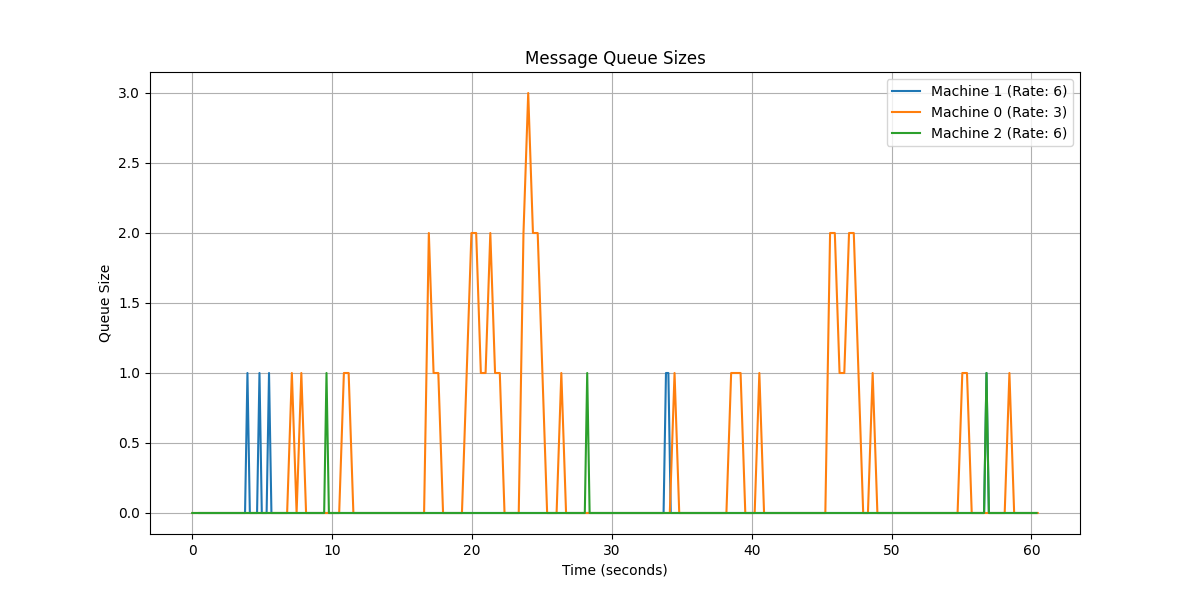 Message Queue Sizes
Machine 1 (Rate: 6)
Machine 0 (Rate: 3)
Machine 2 (Rate: 6)
Queue Size
3.0
2.5
2.0
1.5
1.0
0.5
0.0
0 10 20 30 40 50 60
Time (seconds)